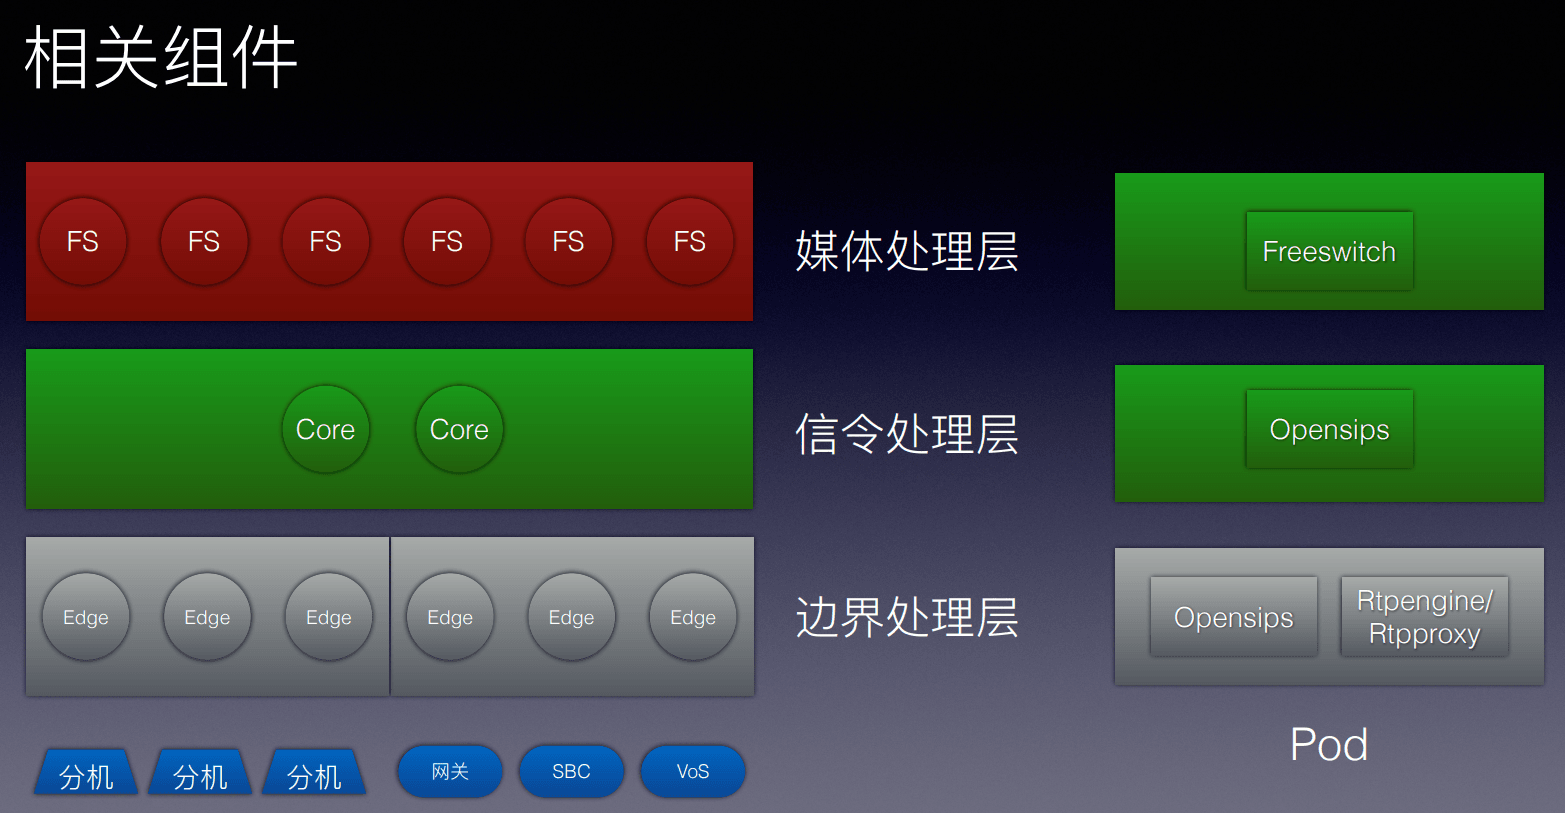 相关组件
FS FS FS FS FS FS
媒体处理层
Freeswitch
Core Core
信令处理层
Opensips
Edge Edge Edge Edge Edge Edge
边界处理层
Opensips
Rtpengine/
Rtpproxy
分机 分机 分机 网关 SBC VoS
Pod